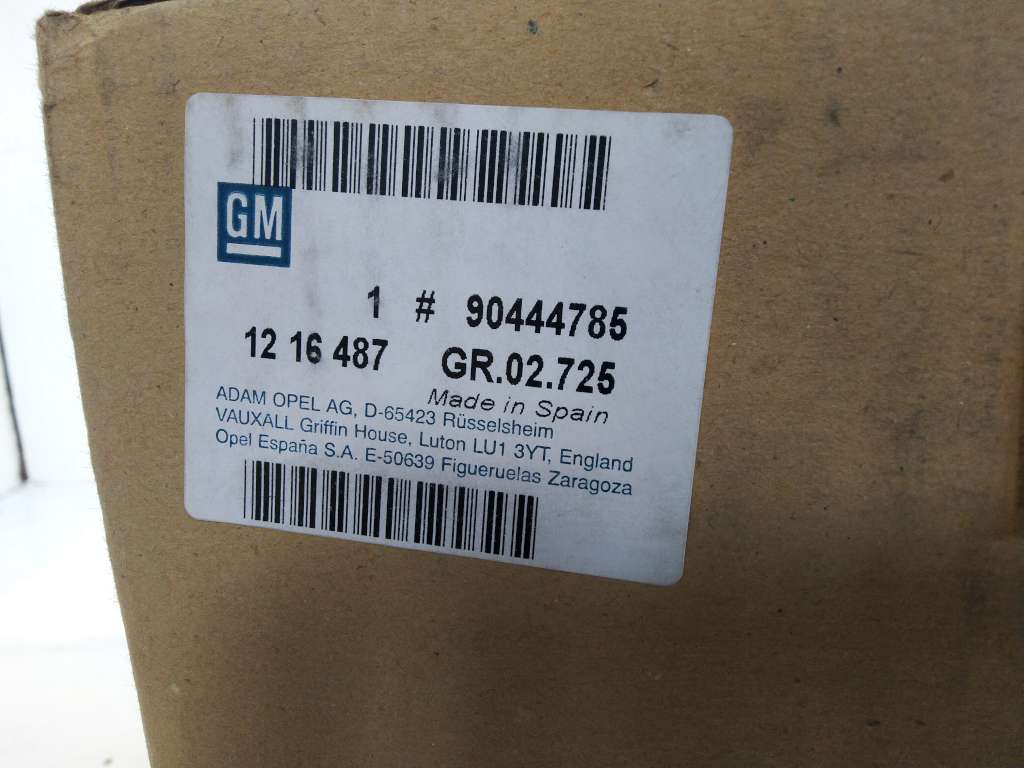 GM
1 # 90444785
12 16 487 GR.02.725
Made in Spain
ADAM OPEL AG, D-65423 Rüsselsheim
VAUXALL Griffin House, Luton LU1 3YT, England
Opel España S.A. E-50639 Figueruelas Zaragoza